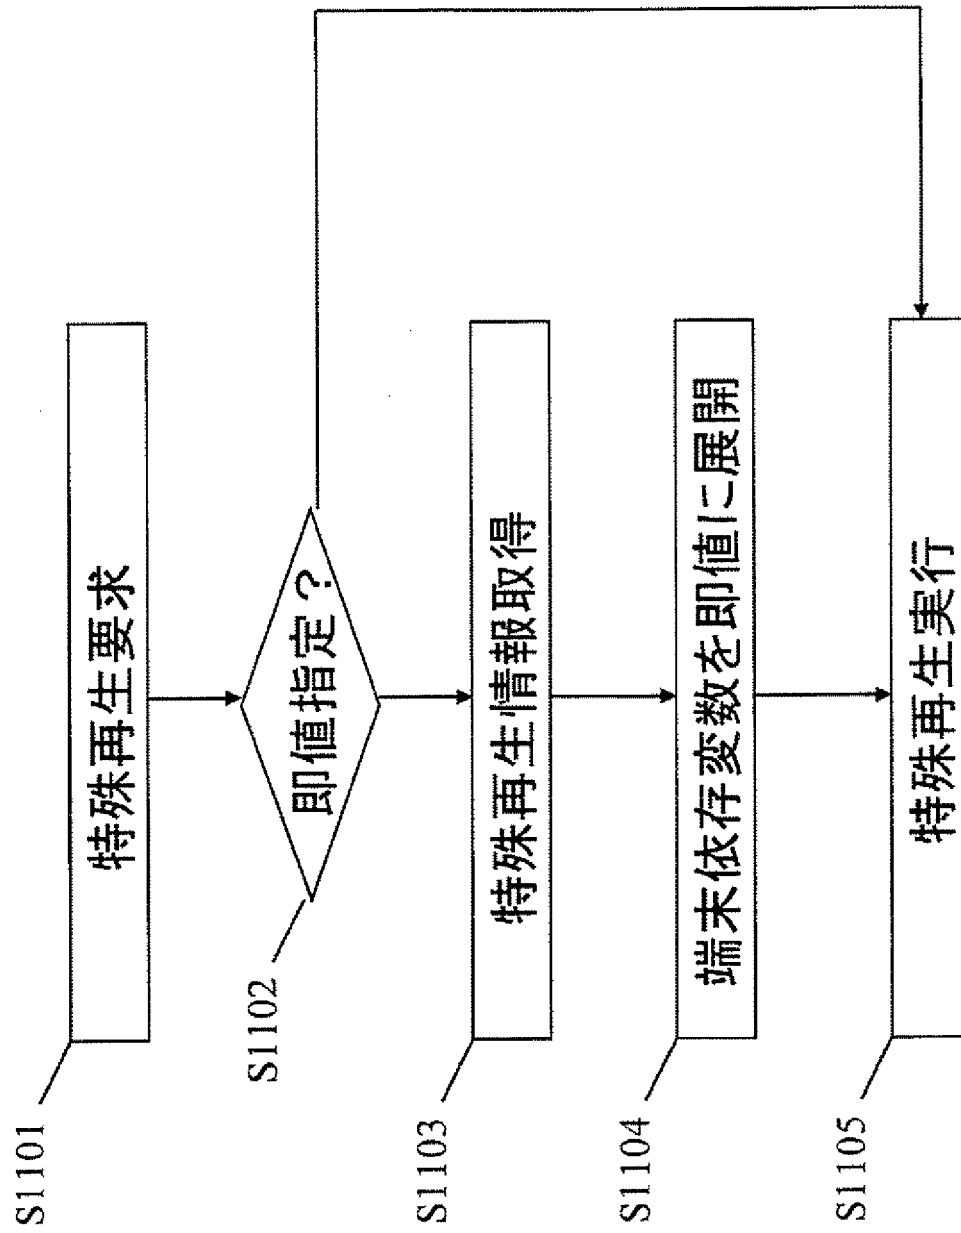 S1101
特殊再生要求
S1102
即値指定？
S1103
特殊再生情報取得
S1104
端末依存変数を即値に展開
S1105
特殊再生実行